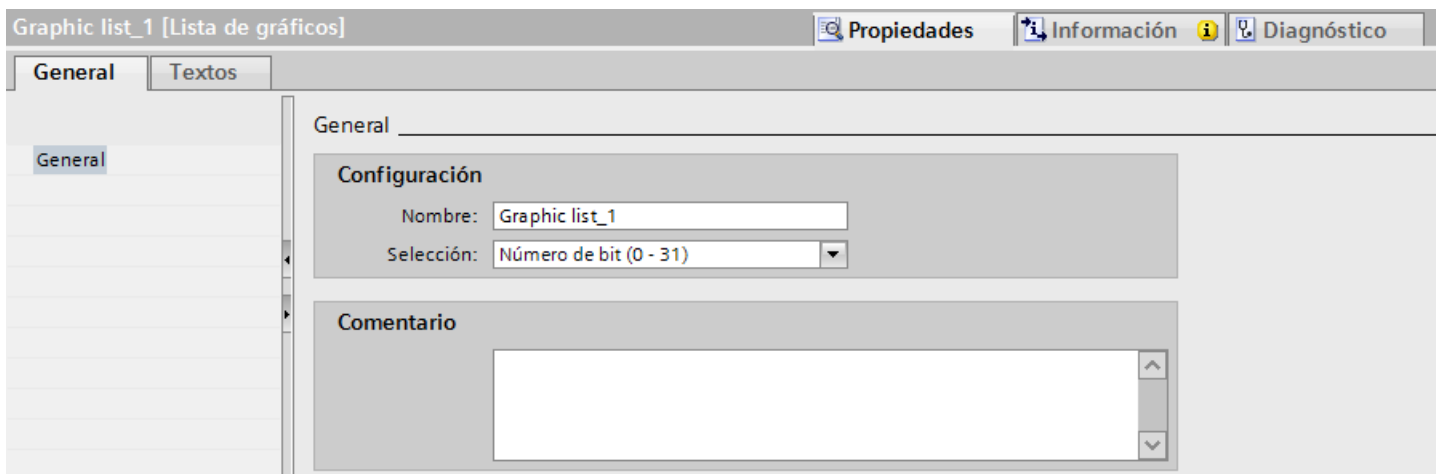 Graphic list_1 [Lista de gráficos]
Propiedades
Información
Diagnóstico
General
Textos
General
General
Configuración
Nombre: Graphic list_1
Selección: Número de bit (0 - 31)
Comentario